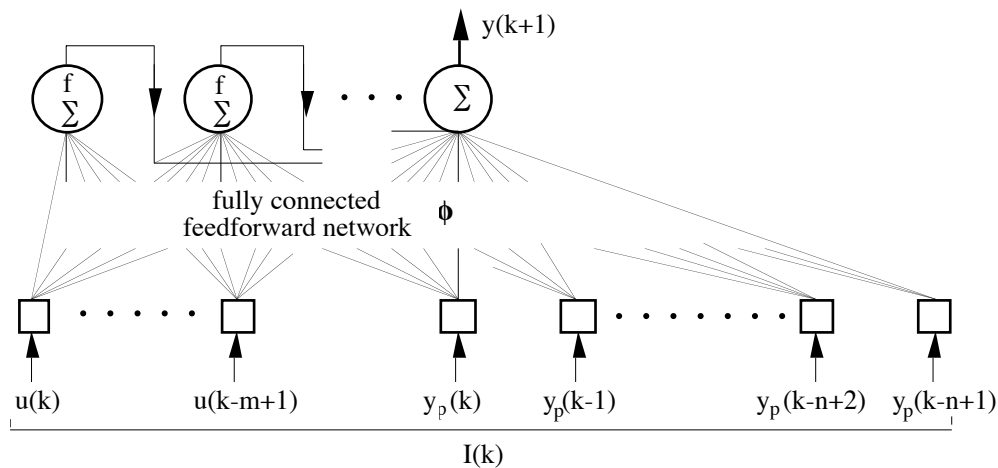 y(k+1)
f f
Σ Σ Σ
fully connected ϕ
feedforward network
u(k) u(k-m+1) y_p(k) y_p(k-1) y_p(k-n+2) y_p(k-n+1)
I(k)